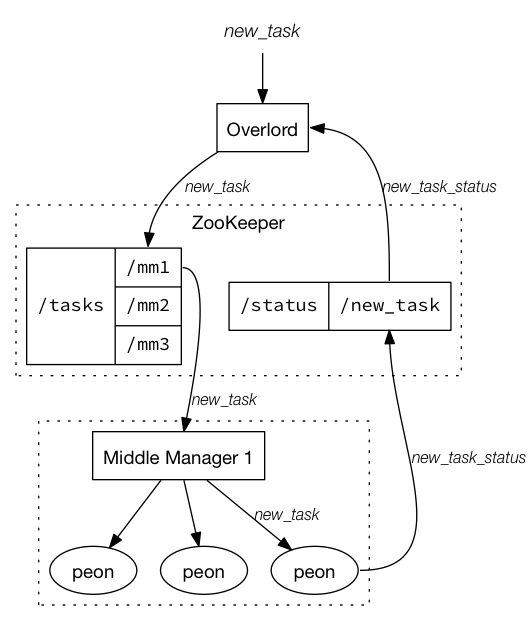 new_task
Overlord
new_task
new_task_status
ZooKeeper
/tasks
/mm1
/mm2
/mm3
/status
/new_task
new_task
Middle Manager 1
new_task_status
new_task
peon
peon
peon